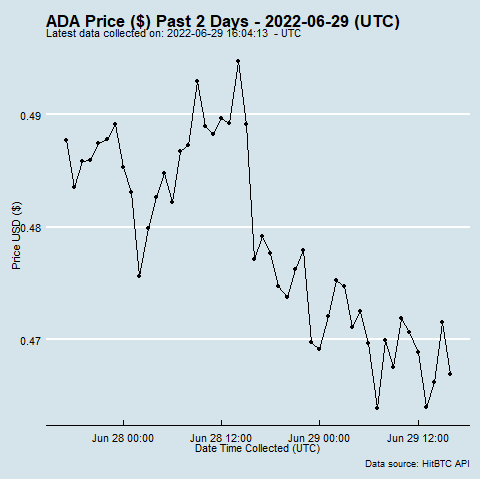 ADA Price ($) Past 2 Days - 2022-06-29 (UTC)
Latest data collected on: 2022-06-29 16:04:13 - UTC
0.49
0.48
0.47
Price USD ($)
Jun 28 00:00
Jun 28 12:00
Jun 29 00:00
Jun 29 12:00
Date Time Collected (UTC)
Data source: HitBTC API